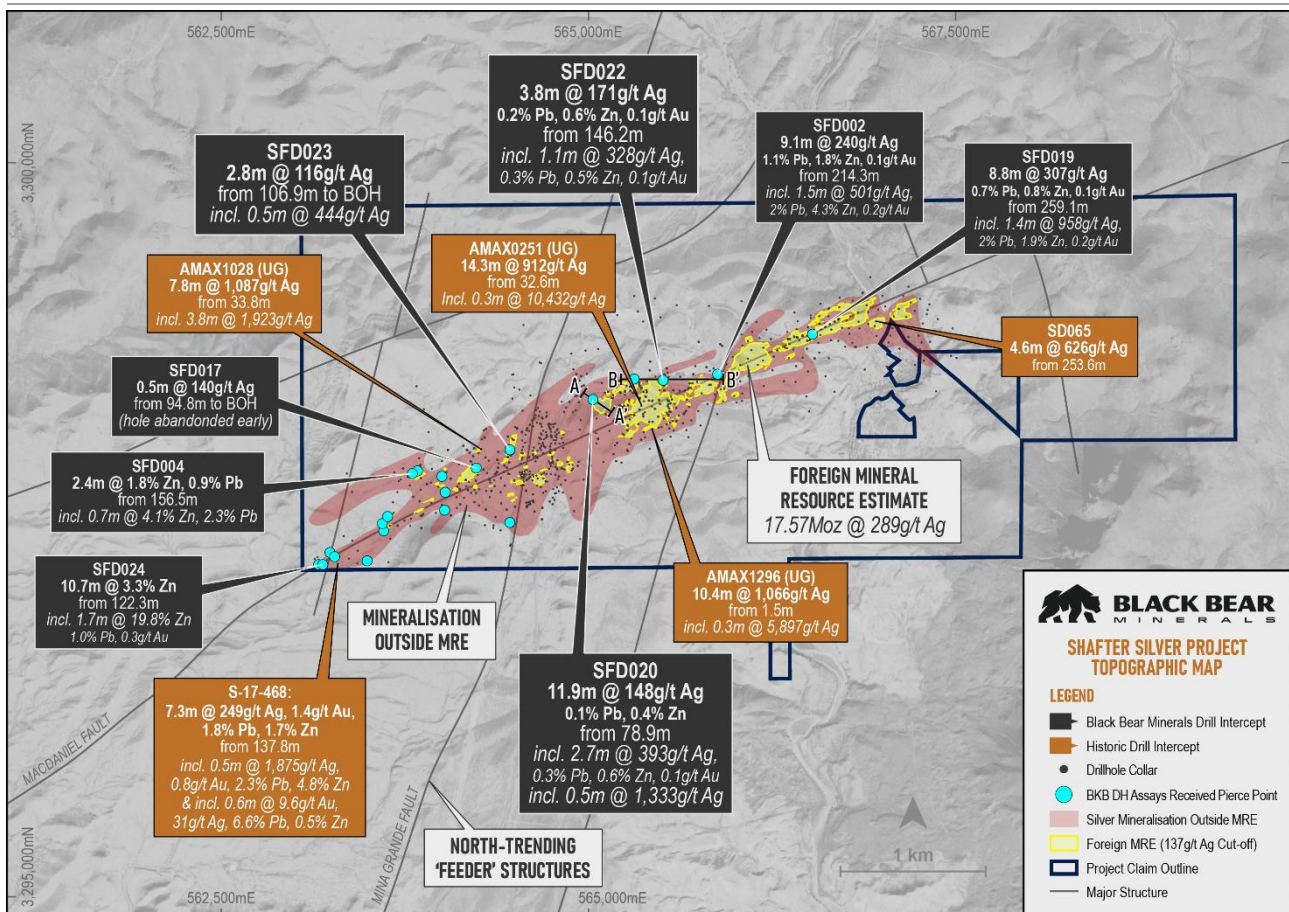 562,500mE
565,000mE
567,500mE
3,300,000mN
3,295,000mN
562,500mE
565,000mE
SFD022
3.8m @ 171g/t Ag
0.2% Pb, 0.6% Zn, 0.1g/t Au
from 146.2m
incl. 1.1m @ 328g/t Ag,
0.3% Pb, 0.5% Zn, 0.1g/t Au
SFD002
9.1m @ 240g/t Ag
1.1% Pb, 1.8% Zn, 0.1g/t Au
from 214.3m
incl. 1.5m @ 501g/t Ag,
2% Pb, 4.3% Zn, 0.2g/t Au
SFD023
2.8m @ 116g/t Ag
from 106.9m to BOH
incl. 0.5m @ 444g/t Ag
SFD019
8.8m @ 307g/t Ag
0.7% Pb, 0.8% Zn, 0.1g/t Au
from 259.1m
incl. 1.4m @ 958g/t Ag,
2% Pb, 1.9% Zn, 0.2g/t Au
AMAX0251 (UG)
14.3m @ 912g/t Ag
from 32.6m
Incl. 0.3m @ 10,432g/t Ag
AMAX1028 (UG)
7.8m @ 1,087g/t Ag
from 33.8m
incl. 3.8m @ 1,923g/t Ag
SD065
4.6m @ 626g/t Ag
from 253.6m
SFD017
0.5m @ 140g/t Ag
from 94.8m to BOH
(hole abandonded early)
A
A'
B
B'
SFD004
2.4m @ 1.8% Zn, 0.9% Pb
from 156.5m
incl. 0.7m @ 4.1% Zn, 2.3% Pb
FOREIGN MINERAL
RESOURCE ESTIMATE
17.57Moz @ 289g/t Ag
SFD024
10.7m @ 3.3% Zn
from 122.3m
incl. 1.7m @ 19.8% Zn
1.0% Pb, 0.3g/t Au
MINERALISATION
OUTSIDE MRE
AMAX1296 (UG)
10.4m @ 1,066g/t Ag
from 1.5m
incl. 0.3m @ 5,897g/t Ag
SFD020
11.9m @ 148g/t Ag
0.1% Pb, 0.4% Zn
from 78.9m
incl. 2.7m @ 393g/t Ag,
0.3% Pb, 0.6% Zn, 0.1g/t Au
incl. 0.5m @ 1,333g/t Ag
S-17-468:
7.3m @ 249g/t Ag, 1.4g/t Au,
1.8% Pb, 1.7% Zn
from 137.8m
incl. 0.5m @ 1,875g/t Ag,
0.8g/t Au, 2.3% Pb, 4.8% Zn
& incl. 0.6m @ 9.6g/t Au,
31g/t Ag, 6.6% Pb, 0.5% Zn
MACDANIEL FAULT
MINA GRANDE FAULT
NORTH-TRENDING
'FEEDER' STRUCTURES
1 km
BLACK BEAR
MINERALS
SHAFTER SILVER PROJECT
TOPOGRAPHIC MAP
LEGEND
Black Bear Minerals Drill Intercept
Historic Drill Intercept
Drillhole Collar
BKB DH Assays Received Pierce Point
Silver Mineralisation Outside MRE
Foreign MRE (137g/t Ag Cut-off)
Project Claim Outline
Major Structure